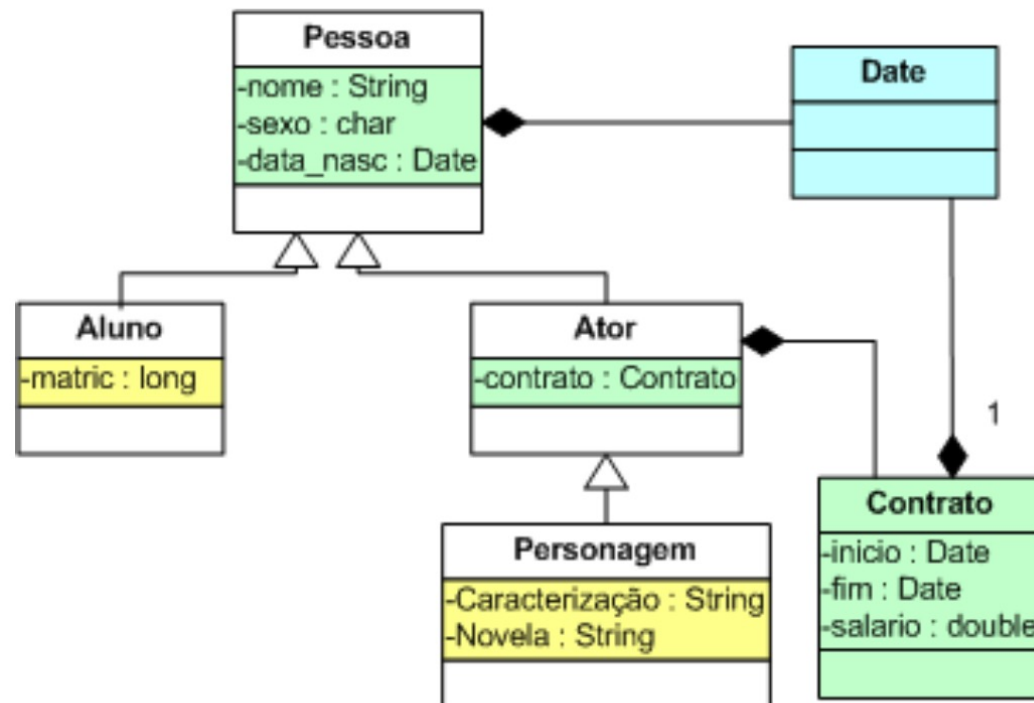 Pessoa
-nome : String
-sexo : char
-data_nasc : Date
Date
Aluno
-matric : long
Ator
-contrato : Contrato
1
Personagem
-Caracterização : String
-Novela : String
Contrato
-inicio : Date
-fim : Date
-salario : double